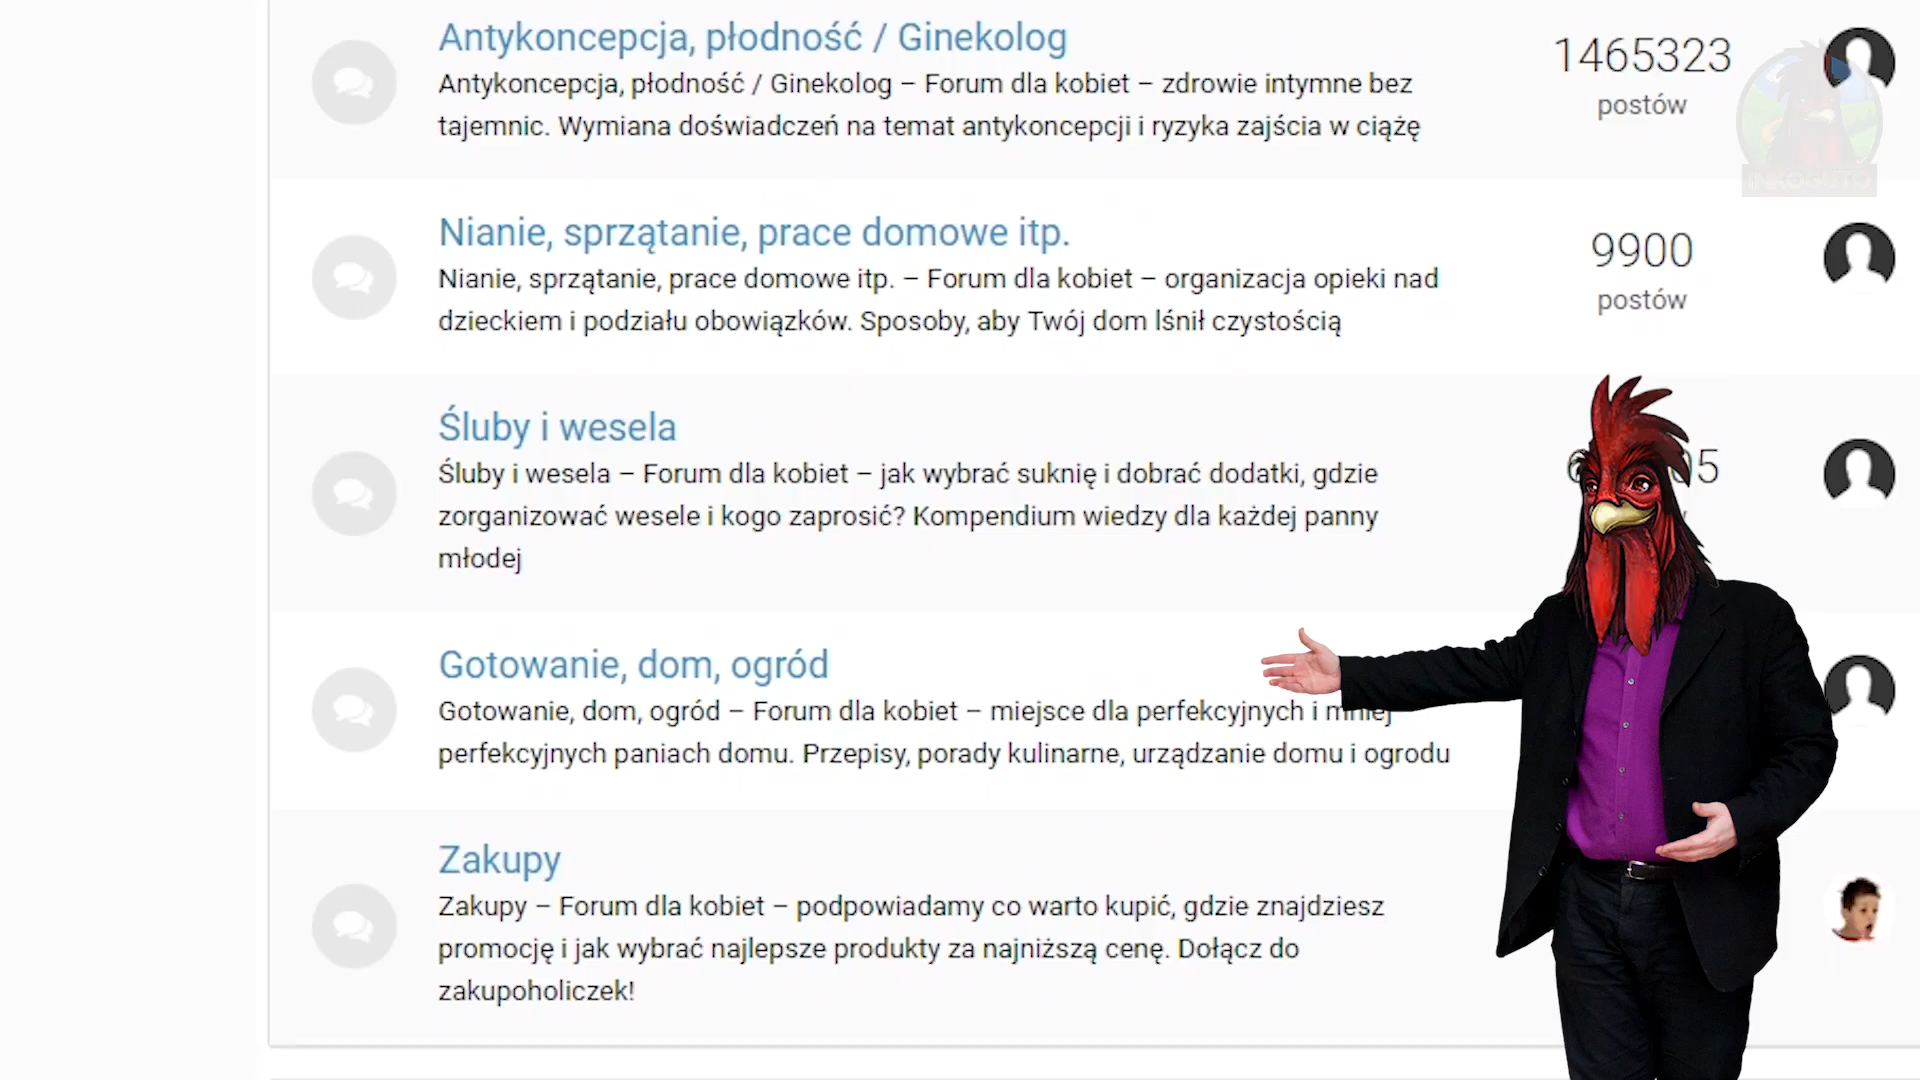 Antykoncepcja, płodność / Ginekolog
Antykoncepcja, płodność / Ginekolog – Forum dla kobiet – zdrowie intymne bez
tajemnic. Wymiana doświadczeń na temat antykoncepcji i ryzyka zajścia w ciążę
1465323
postów
INKOGUTO
Nianie, sprzątanie, prace domowe itp.
Nianie, sprzątanie, prace domowe itp. – Forum dla kobiet – organizacja opieki nad
dzieckiem i podziału obowiązków. Sposoby, aby Twój dom lśnił czystością
9900
postów
Śluby i wesela
Śluby i wesela – Forum dla kobiet – jak wybrać suknię i dobrać dodatki, gdzie
zorganizować wesele i kogo zaprosić? Kompendium wiedzy dla każdej panny
młodej
Gotowanie, dom, ogród
Gotowanie, dom, ogród – Forum dla kobiet – miejsce dla perfekcyjnych i mniej
perfekcyjnych paniach domu. Przepisy, porady kulinarne, urządzanie domu i ogrodu
Zakupy
Zakupy – Forum dla kobiet – podpowiadamy co warto kupić, gdzie znajdziesz
promocję i jak wybrać najlepsze produkty za najniższą cenę. Dołącz do
zakupoholiczek!